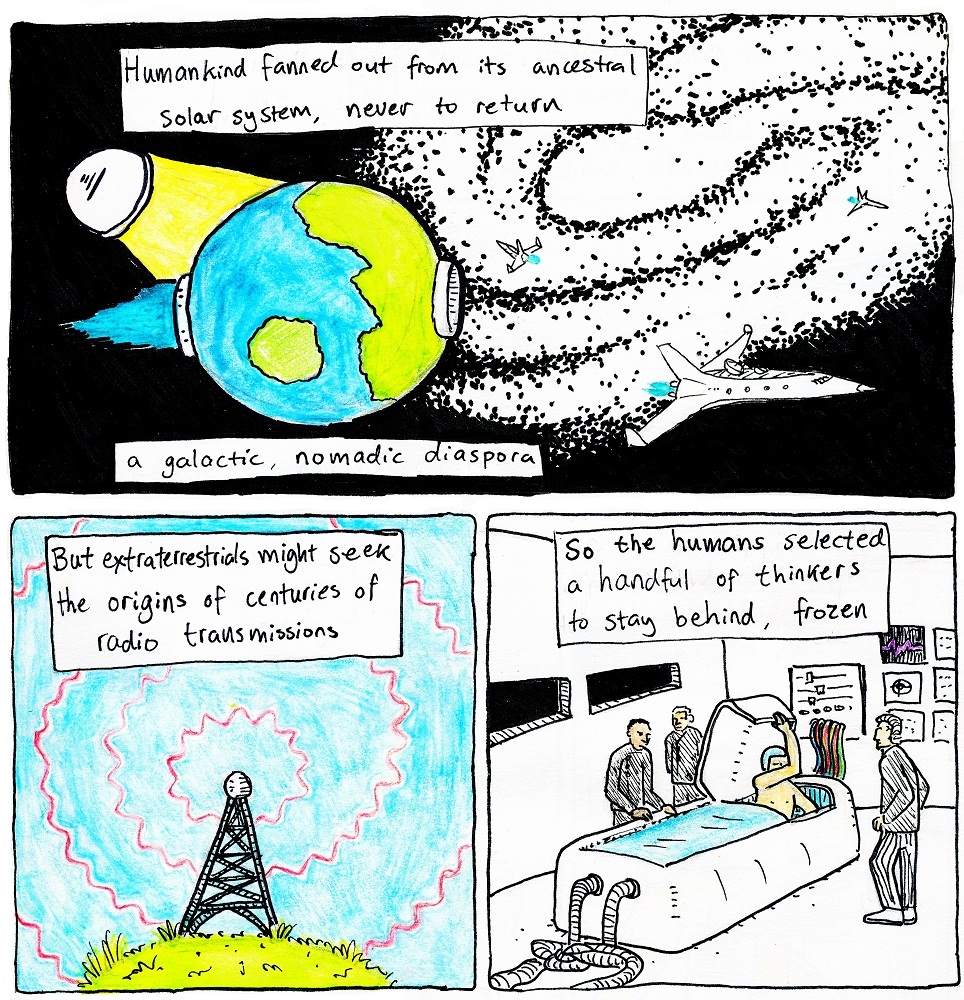 Humankind fanned out from its ancestral
solar system, never to return
a galactic, nomadic diaspora
But extraterrestrials might seek
the origins of centuries of
radio transmissions
So the humans selected
a handful of thinkers
to stay behind, frozen